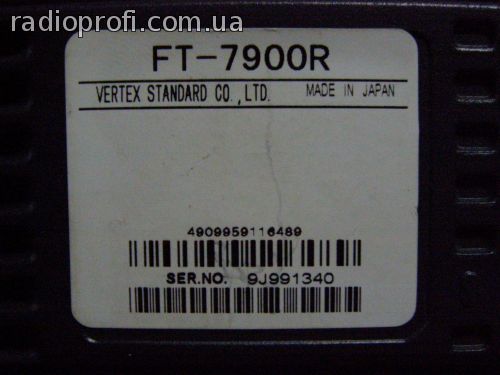 radioprofi.com.ua
FT-7900R
VERTEX STANDARD CO.,LTD. MADE IN JAPAN
4909959116489
SER.NO. 9J991340